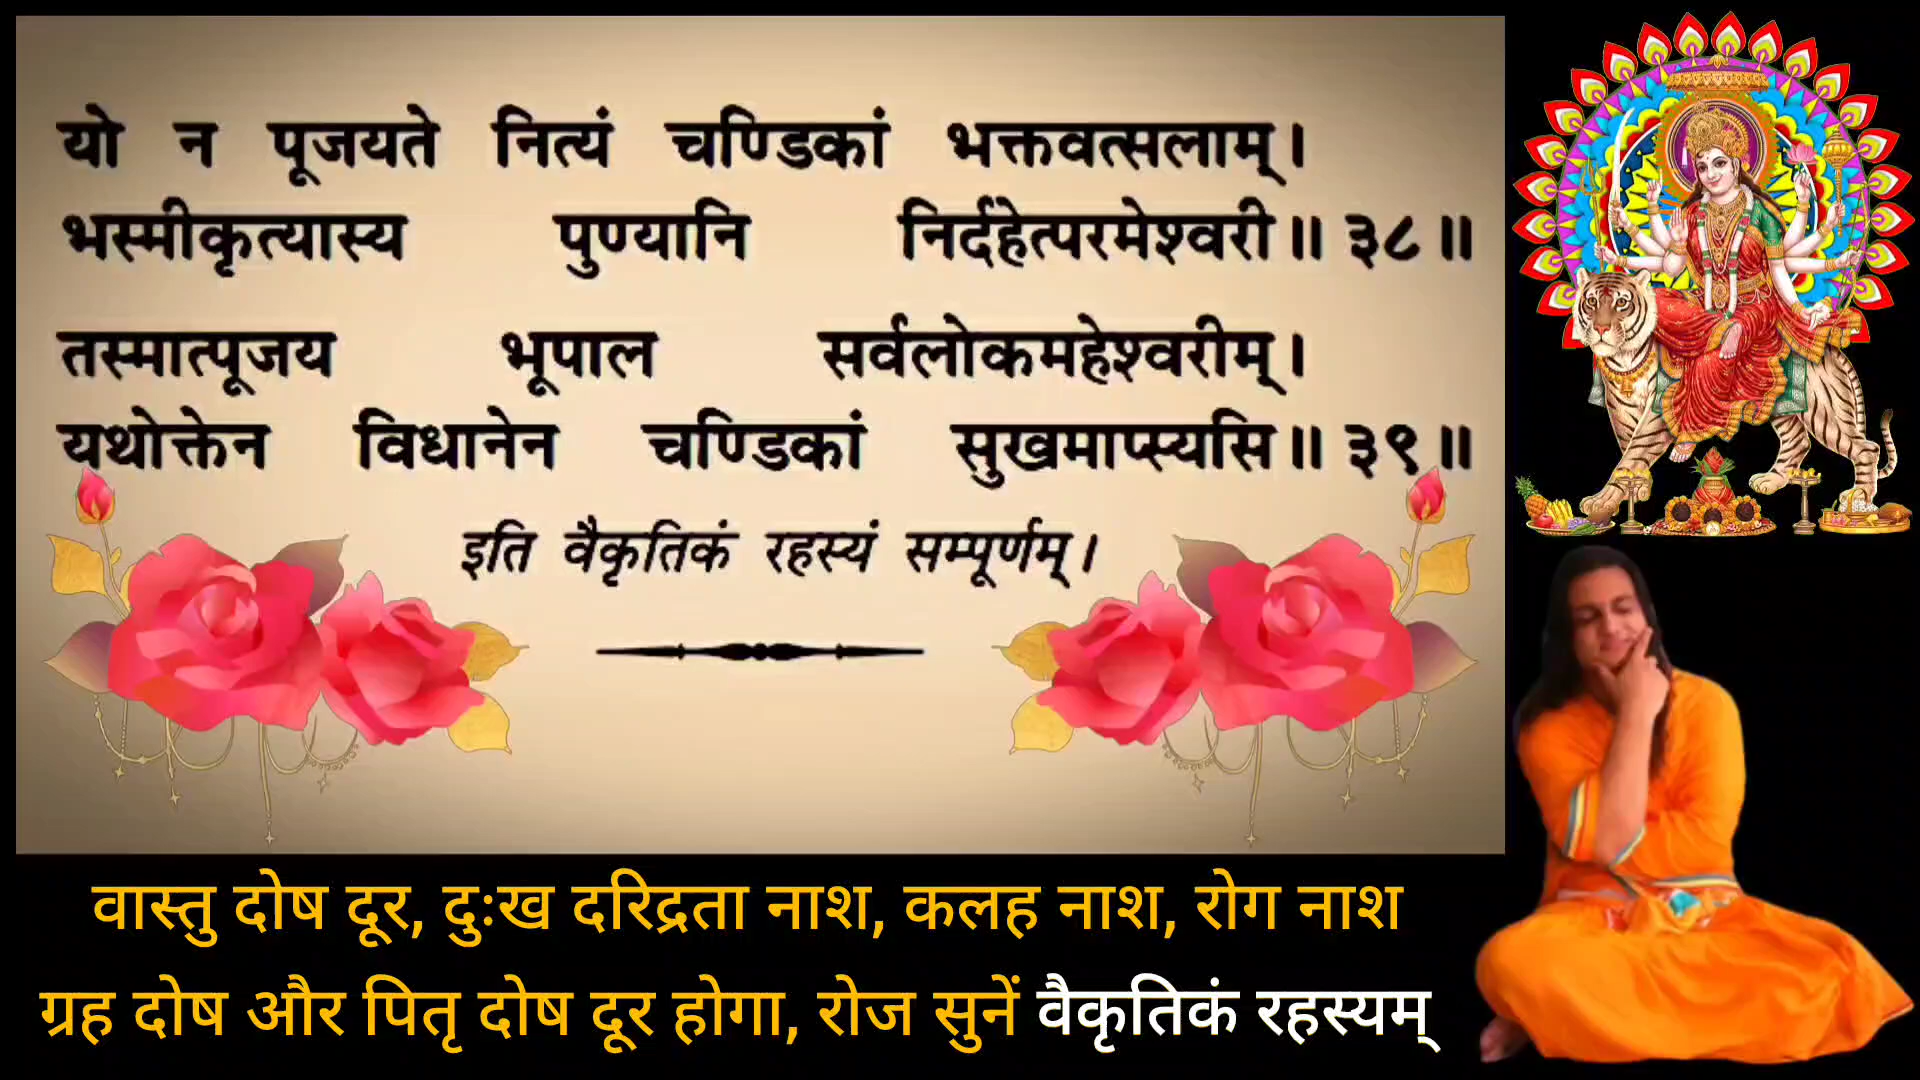 यो न पूजयते नित्यं चण्डिकां भक्तवत्सलाम्।
भस्मीकृत्यास्य पुण्यानि निर्दहेत्परमेश्वरी॥ ३८॥
तस्मात्पूजय भूपाल सर्वलोकमहेश्वरीम्।
यथोक्तेन विधानेन चण्डिकां सुखमाप्स्यसि॥ ३९॥
इति वैकृतिकं रहस्यं सम्पूर्णम्।
वास्तु दोष दूर, दुःख दरिद्रता नाश, कलह नाश, रोग नाश
ग्रह दोष और पितृ दोष दूर होगा, रोज सुनें वैकृतिकं रहस्यम्